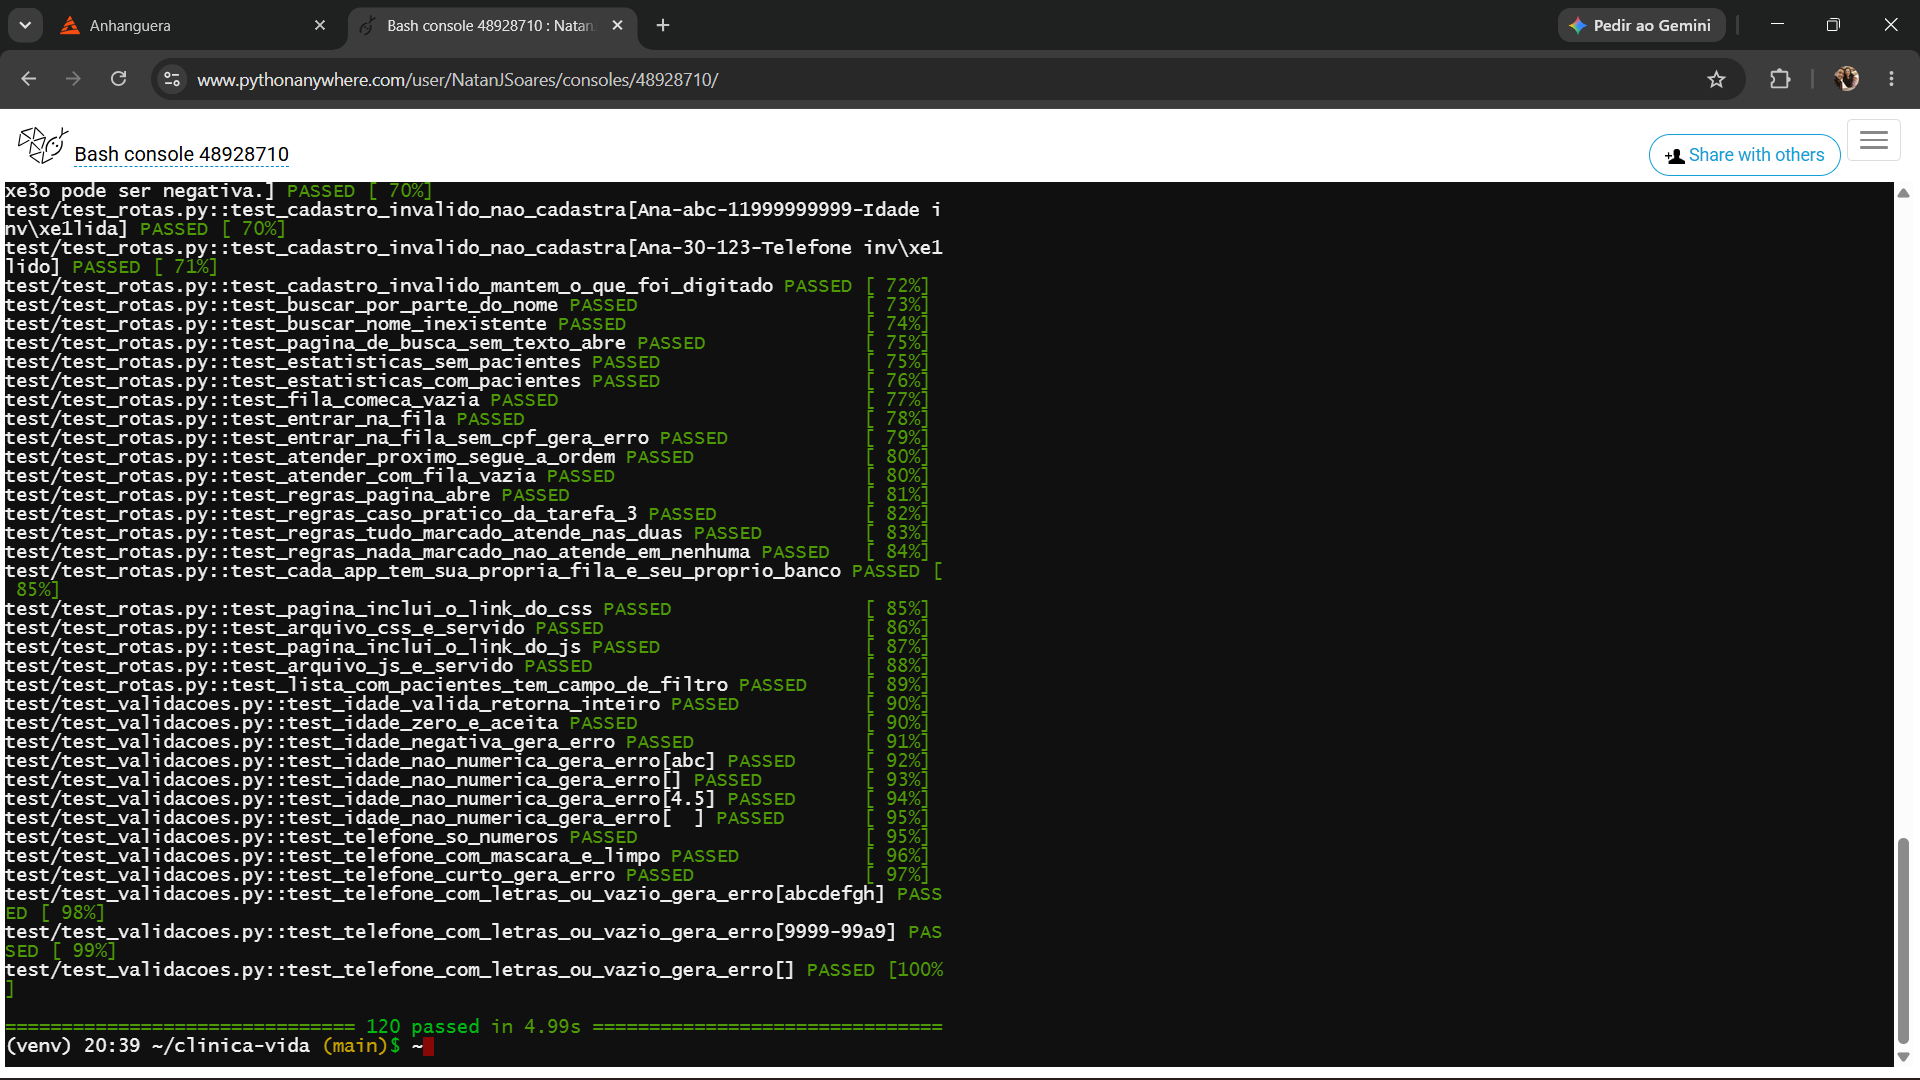 Anhanguera
Bash console 48928710 : Natan
Pedir ao Gemini
www.pythonanywhere.com/user/NatanJSoares/consoles/48928710/
Bash console 48928710
Share with others
xe3o pode ser negativa.] PASSED [ 70%]
test/test_rotas.py::test_cadastro_invalido_nao_cadastra[Ana-abc-11999999999-Idade i
nv\xe1lida] PASSED [ 70%]
test/test_rotas.py::test_cadastro_invalido_nao_cadastra[Ana-30-123-Telefone inv\xe1
lido] PASSED [ 71%]
test/test_rotas.py::test_cadastro_invalido_mantem_o_que_foi_digitado PASSED [ 72%]
test/test_rotas.py::test_buscar_por_parte_do_nome PASSED [ 73%]
test/test_rotas.py::test_buscar_nome_inexistente PASSED [ 74%]
test/test_rotas.py::test_pagina_de_busca_sem_texto_abre PASSED [ 75%]
test/test_rotas.py::test_estatisticas_sem_pacientes PASSED [ 75%]
test/test_rotas.py::test_estatisticas_com_pacientes PASSED [ 76%]
test/test_rotas.py::test_fila_comeca_vazia PASSED [ 77%]
test/test_rotas.py::test_entrar_na_fila PASSED [ 78%]
test/test_rotas.py::test_entrar_na_fila_sem_cpf_gera_erro PASSED [ 79%]
test/test_rotas.py::test_atender_proximo_segue_a_ordem PASSED [ 80%]
test/test_rotas.py::test_atender_com_fila_vazia PASSED [ 80%]
test/test_rotas.py::test_regras_pagina_abre PASSED [ 81%]
test/test_rotas.py::test_regras_caso_pratico_da_tarefa_3 PASSED [ 82%]
test/test_rotas.py::test_regras_tudo_marcado_atende_nas_duas PASSED [ 83%]
test/test_rotas.py::test_regras_nada_marcado_nao_atende_em_nenhuma PASSED [ 84%]
test/test_rotas.py::test_cada_app_tem_sua_propria_fila_e_seu_proprio_banco PASSED [
85%]
test/test_rotas.py::test_pagina_inclui_o_link_do_css PASSED [ 85%]
test/test_rotas.py::test_arquivo_css_e_servido PASSED [ 86%]
test/test_rotas.py::test_pagina_inclui_o_link_do_js PASSED [ 87%]
test/test_rotas.py::test_arquivo_js_e_servido PASSED [ 88%]
test/test_rotas.py::test_lista_com_pacientes_tem_campo_de_filtro PASSED [ 89%]
test/test_validacoes.py::test_idade_valida_retorna_inteiro PASSED [ 90%]
test/test_validacoes.py::test_idade_zero_e_aceita PASSED [ 90%]
test/test_validacoes.py::test_idade_negativa_gera_erro PASSED [ 91%]
test/test_validacoes.py::test_idade_nao_numerica_gera_erro[abc] PASSED [ 92%]
test/test_validacoes.py::test_idade_nao_numerica_gera_erro[] PASSED [ 93%]
test/test_validacoes.py::test_idade_nao_numerica_gera_erro[4.5] PASSED [ 94%]
test/test_validacoes.py::test_idade_nao_numerica_gera_erro[  ] PASSED [ 95%]
test/test_validacoes.py::test_telefone_so_numeros PASSED [ 95%]
test/test_validacoes.py::test_telefone_com_mascara_e_limpo PASSED [ 96%]
test/test_validacoes.py::test_telefone_curto_gera_erro PASSED [ 97%]
test/test_validacoes.py::test_telefone_com_letras_ou_vazio_gera_erro[abcdefgh] PASS
ED [ 98%]
test/test_validacoes.py::test_telefone_com_letras_ou_vazio_gera_erro[9999-99a9] PAS
SED [ 99%]
test/test_validacoes.py::test_telefone_com_letras_ou_vazio_gera_erro[] PASSED [100%
]
=============================== 120 passed in 4.99s ===============================
(venv) 20:39 ~/clinica-vida (main)$ ~